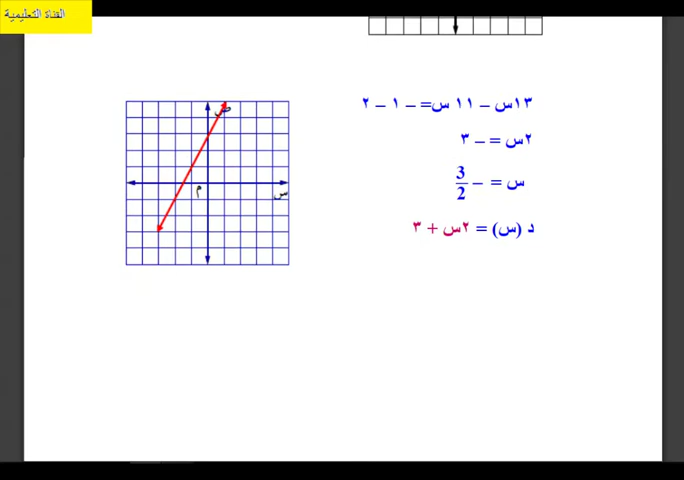 القناة التعليمية
١٣س − ١١ س= − ١ − ٢
٢س = − ٣
س = − 3/2
د (س) = ٢س + ٣
ص
م
س